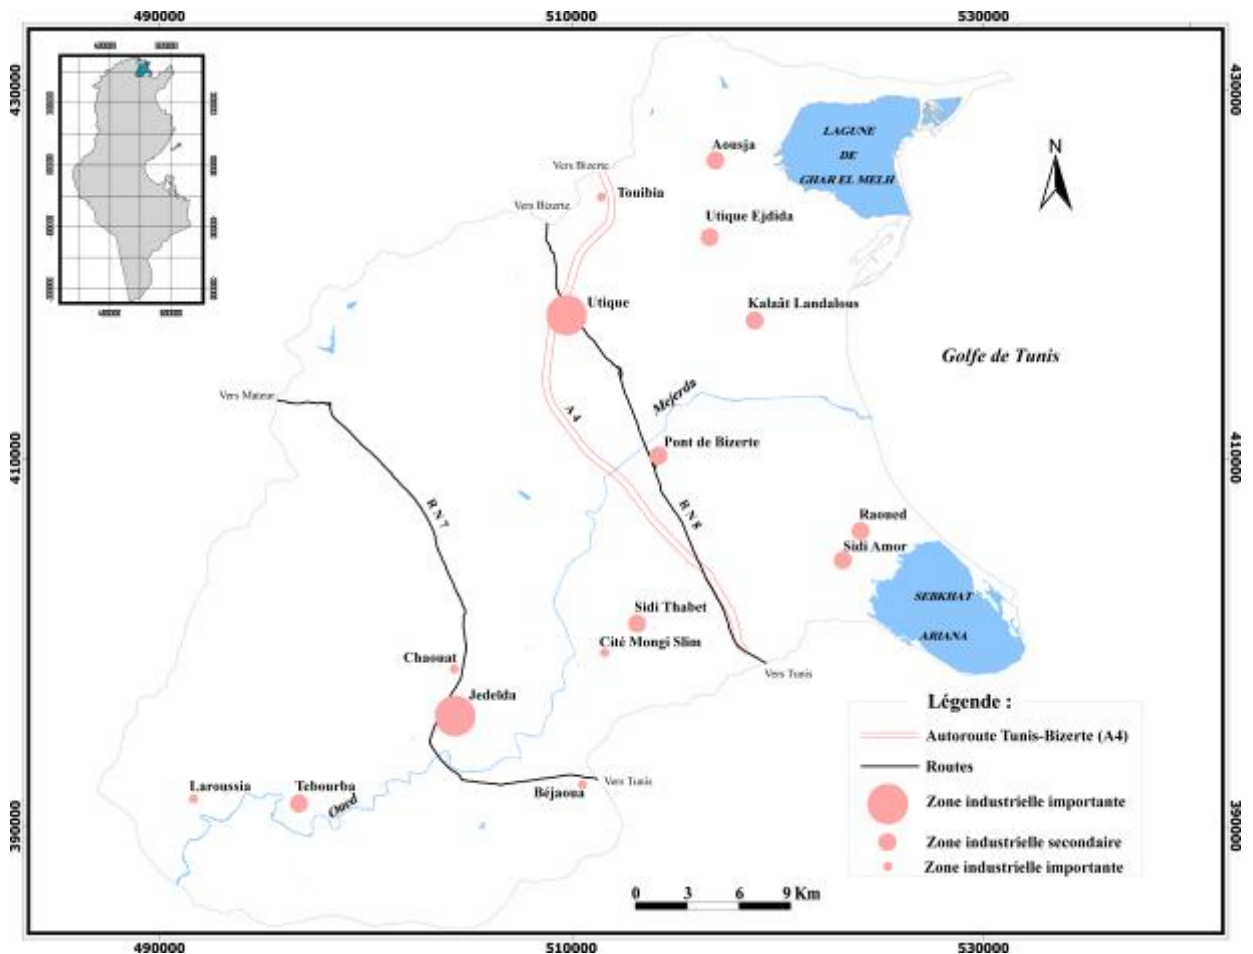 490000
510000
530000
430000
430000
Aousja
LAGUNE
DE
GHAR EL MELH
N
Vers Bizerte
Touibia
Vers Bizerte
Utique Ejdida
Utique
Kalaât Landalous
Golfe de Tunis
Vers Mateur
Mejerda
A4
Pont de Bizerte
410000
410000
RN7
RN8
Raoued
Sidi Amor
SEBKHAT
ARIANA
Sidi Thabet
Cité Mongi Slim
Chaouat
Vers Tunis
Jedeîda
Légende :
Autoroute Tunis-Bizerte (A4)
Routes
Zone industrielle importante
Zone industrielle secondaire
Zone industrielle importante
Laroussia
Tebourba
Oued
Béjaoua
Vers Tunis
390000
390000
0 3 6 9 Km
490000
510000
530000